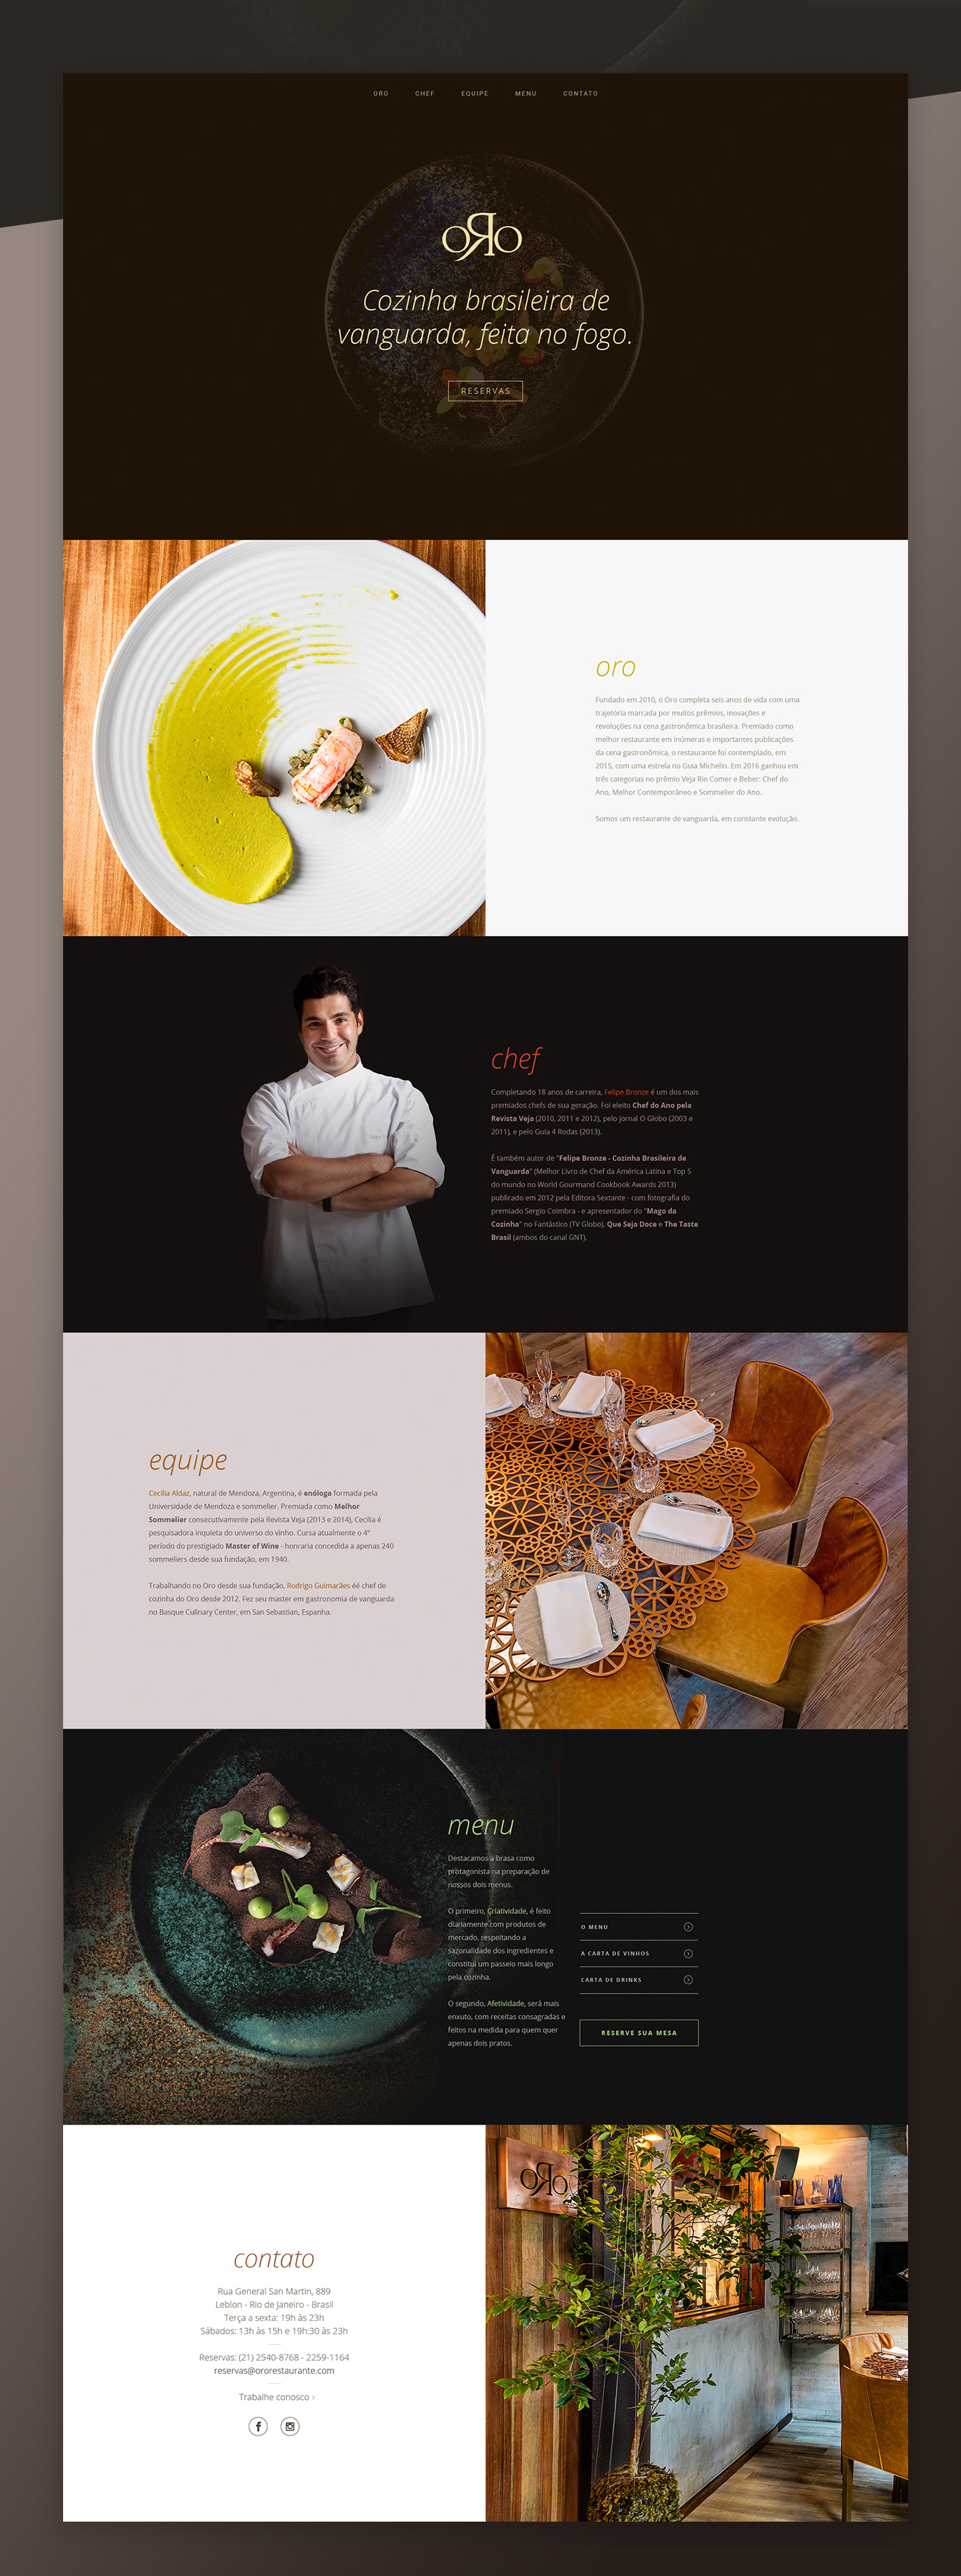 ORO CHEF EQUIPE MENU CONTATO
oRo
Cozinha brasileira de
vanguarda, feita no fogo.
RESERVAS
oro
Fundado em 2010, o Oro completa seis anos de vida com uma
trajetória marcada por muitos prêmios, inovações e
revoluções na cena gastronômica brasileira. Premiado como
melhor restaurante em inúmeras e importantes publicações
da cena gastronômica, o restaurante foi contemplado, em
2015, com uma estrela no Guia Michelin. Em 2016 ganhou em
três categorias no prêmio Veja Rio Comer e Beber: Chef do
Ano, Melhor Contemporâneo e Sommelier do Ano.
Somos um restaurante de vanguarda, em constante evolução.
chef
Completando 18 anos de carreira, Felipe Bronze é um dos mais
premiados chefs de sua geração. Foi eleito Chef do Ano pela
Revista Veja (2010, 2011 e 2012), pelo jornal O Globo (2003 e
2011), e pelo Guia 4 Rodas (2013).
É também autor de "Felipe Bronze - Cozinha Brasileira de
Vanguarda" (Melhor Livro de Chef da América Latina e Top 5
do mundo no World Gourmand Cookbook Awards 2013)
publicado em 2012 pela Editora Sextante - com fotografia do
premiado Sergio Coimbra - e apresentador do "Mago da
Cozinha" no Fantástico (TV Globo), Que Seja Doce e The Taste
Brasil (ambos do canal GNT).
equipe
Cecilia Aldaz, natural de Mendoza, Argentina, é enóloga formada pela
Universidade de Mendoza e sommelier. Premiada como Melhor
Sommelier consecutivamente pela Revista Veja (2013 e 2014), Cecilia é
pesquisadora inquieta do universo do vinho. Cursa atualmente o 4º
período do prestigiado Master of Wine - honraria concedida a apenas 240
sommeliers desde sua fundação, em 1940.
Trabalhando no Oro desde sua fundação, Rodrigo Guimarães éé chef de
cozinha do Oro desde 2012. Fez seu master em gastronomia de vanguarda
no Basque Culinary Center, em San Sebastian, Espanha.
menu
Destacamos a brasa como
protagonista na preparação de
nossos dois menus.
O primeiro, Criatividade, é feito
diariamente com produtos de
mercado, respeitando a
sazonalidade dos ingredientes e
constitui um passeio mais longo
pela cozinha.
O segundo, Afetividade, será mais
enxuto, com receitas consagradas e
feitos na medida para quem quer
apenas dois pratos.
O MENU
A CARTA DE VINHOS
CARTA DE DRINKS
RESERVE SUA MESA
contato
Rua General San Martin, 889
Leblon - Rio de Janeiro - Brasil
Terça a sexta: 19h às 23h
Sábados: 13h às 15h e 19h:30 às 23h
Reservas: (21) 2540-8768 - 2259-1164
reservas@ororestaurante.com
Trabalhe conosco ›
oRo